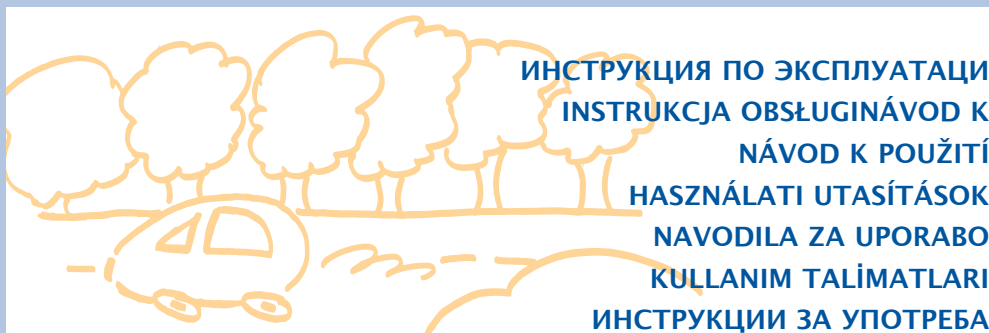 ИНСТРУКЦИЯ ПО ЭКСПЛУАТАЦИ
INSTRUKCJA OBSŁUGINÁVOD K
NÁVOD K POUŽITÍ
HASZNÁLATI UTASÍTÁSOK
NAVODILA ZA UPORABO
KULLANIM TALİMATLARI
ИНСТРУКЦИИ ЗА УПОТРЕБА